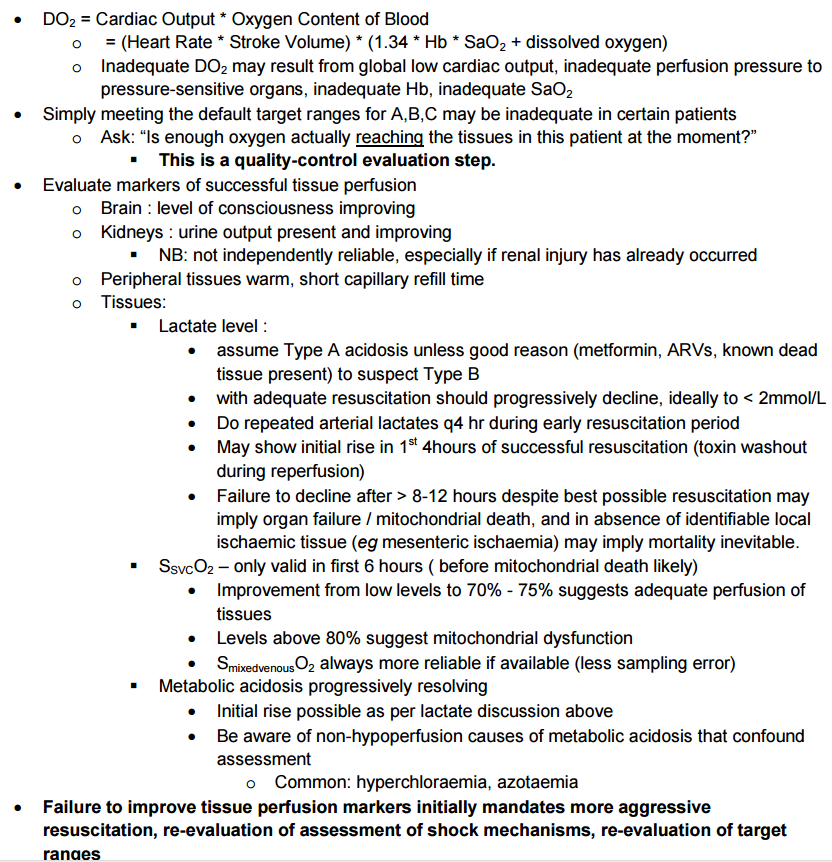 • DO₂ = Cardiac Output * Oxygen Content of Blood
o = (Heart Rate * Stroke Volume) * (1.34 * Hb * SaO₂ + dissolved oxygen)
o Inadequate DO₂ may result from global low cardiac output, inadequate perfusion pressure to
pressure-sensitive organs, inadequate Hb, inadequate SaO₂
• Simply meeting the default target ranges for A,B,C may be inadequate in certain patients
o Ask: “Is enough oxygen actually reaching the tissues in this patient at the moment?”
▪ This is a quality-control evaluation step.
• Evaluate markers of successful tissue perfusion
o Brain : level of consciousness improving
o Kidneys : urine output present and improving
▪ NB: not independently reliable, especially if renal injury has already occurred
o Peripheral tissues warm, short capillary refill time
o Tissues:
▪ Lactate level :
• assume Type A acidosis unless good reason (metformin, ARVs, known dead
tissue present) to suspect Type B
• with adequate resuscitation should progressively decline, ideally to < 2mmol/L
• Do repeated arterial lactates q4 hr during early resuscitation period
• May show initial rise in 1st 4hours of successful resuscitation (toxin washout
during reperfusion)
• Failure to decline after > 8-12 hours despite best possible resuscitation may
imply organ failure / mitochondrial death, and in absence of identifiable local
ischaemic tissue (eg mesenteric ischaemia) may imply mortality inevitable.
▪ SsvcO₂ – only valid in first 6 hours ( before mitochondrial death likely)
• Improvement from low levels to 70% - 75% suggests adequate perfusion of
tissues
• Levels above 80% suggest mitochondrial dysfunction
• SmixedvenousO₂ always more reliable if available (less sampling error)
▪ Metabolic acidosis progressively resolving
• Initial rise possible as per lactate discussion above
• Be aware of non-hypoperfusion causes of metabolic acidosis that confound
assessment
o Common: hyperchloraemia, azotaemia
• Failure to improve tissue perfusion markers initially mandates more aggressive
resuscitation, re-evaluation of assessment of shock mechanisms, re-evaluation of target
ranges